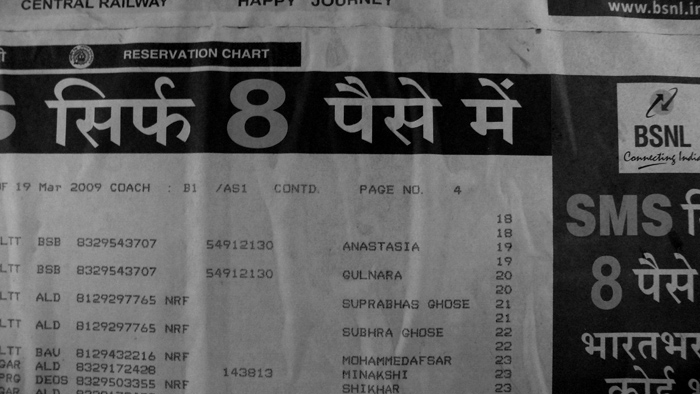 CENTRAL RAILWAY HAPPY JOURNEY
www.bsnl.in
RESERVATION CHART
सिर्फ 8 पैसे में
BSNL
Connecting India
OF 19 Mar 2009 COACH : B1 /AS1 CONTD. PAGE NO. 4
SMS
8 पैसे
18
18
LTT BSB 8329543707 54912130 ANASTASIA 19
19
LTT BSB 8329543707 54912130 GULNARA 20
20
LTT ALD 8129297765 NRF SUPRABHAS GHOSE 21
21
LTT ALD 8129297765 NRF SUBHRA GHOSE 22
22
LTT BAU 8129432216 NRF MOHAMMEDAFSAR 23
ALD 8329172428 143813 MINAKSHI 23
DEOS 8329503355 NRF SHIKHAR 23